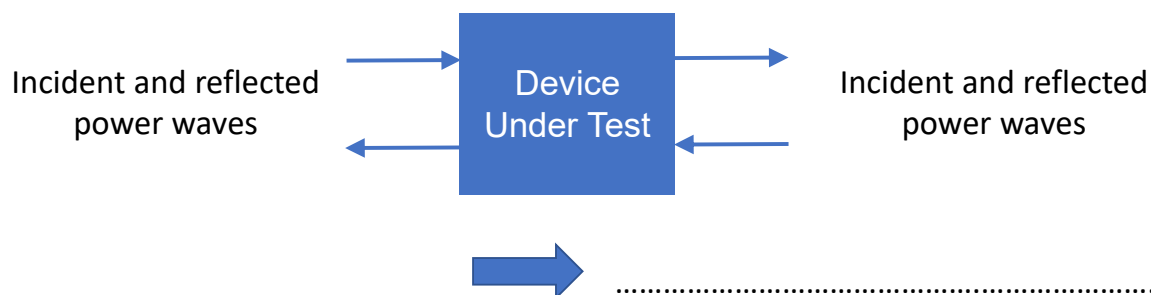 Incident and reflected
power waves
Device
Under Test
Incident and reflected
power waves
……………………………………………………………